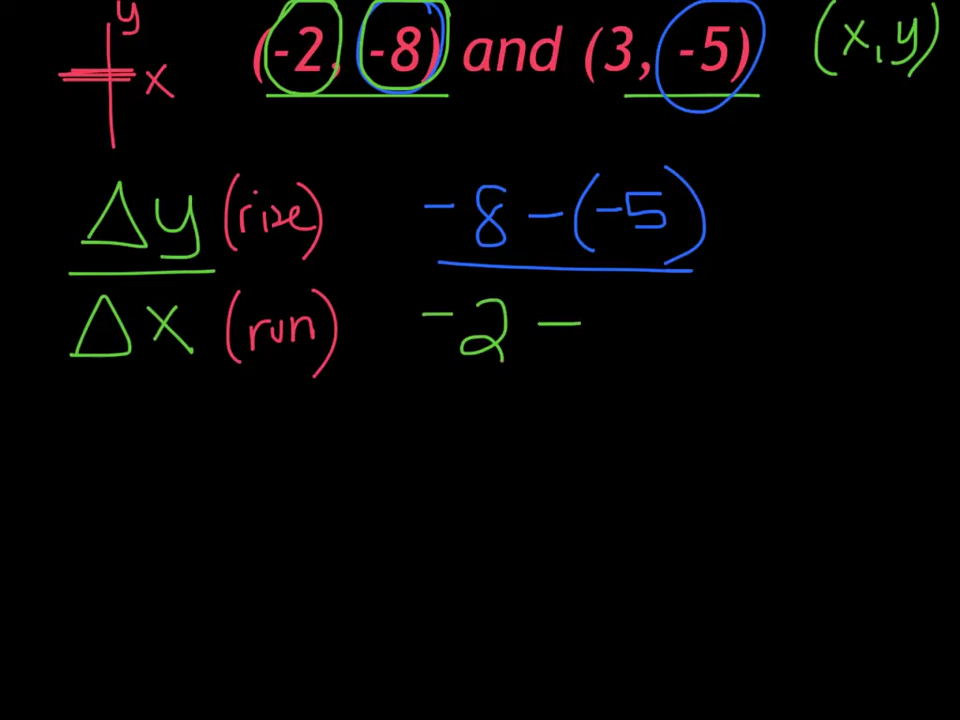 y
x
(-2, -8) and (3, -5)
(x,y)
Δy (rise)
Δx (run)
-8-(-5)
-2-